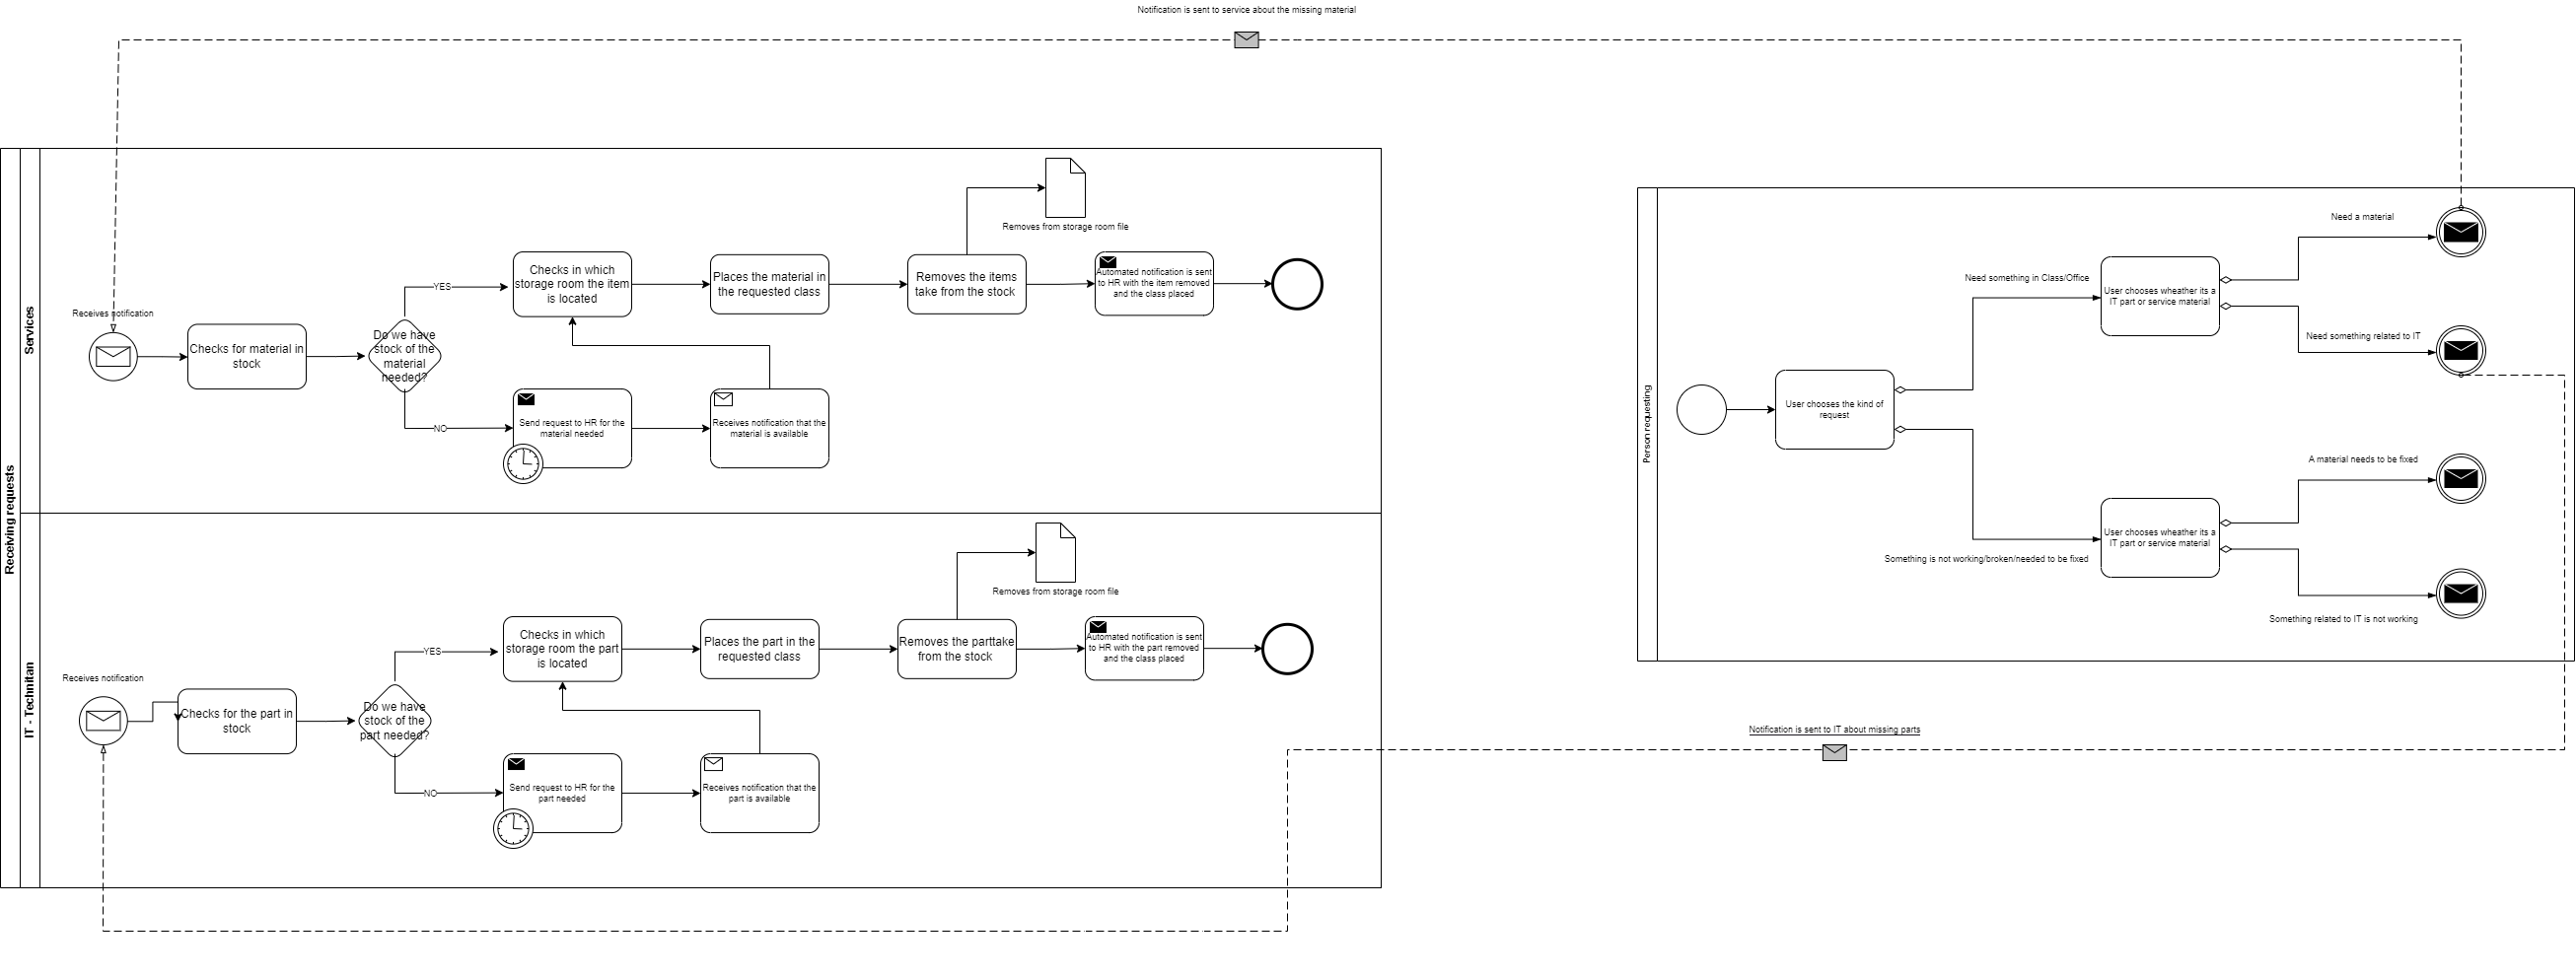 Notification is sent to service about the missing material
Receiving requests
Services
Receives notification
Checks for material in
stock
Do we have
stock of the
material
needed?
YES
NO
Checks in which
storage room the item
is located
Places the material in
the requested class
Removes the items
take from the stock
Removes from storage room file
Automated notification is sent
to HR with the item removed
and the class placed
Send request to HR for the
material needed
Receives notification that the
material is available
IT - Technitan
Receives notification
Checks for the part in
stock
Do we have
stock of the
part needed?
YES
NO
Checks in which
storage room the part
is located
Places the part in the
requested class
Removes the parttake
from the stock
Removes from storage room file
Automated notification is sent
to HR with the part removed
and the class placed
Send request to HR for the
part needed
Receives notification that the
part is available
Person requesting
User chooses the kind of
request
Need something in Class/Office
User chooses wheather its a
IT part or service material
Need a material
Need something related to IT
Something is not working/broken/needed to be fixed
User chooses wheather its a
IT part or service material
A material needs to be fixed
Something related to IT is not working
Notification is sent to IT about missing parts